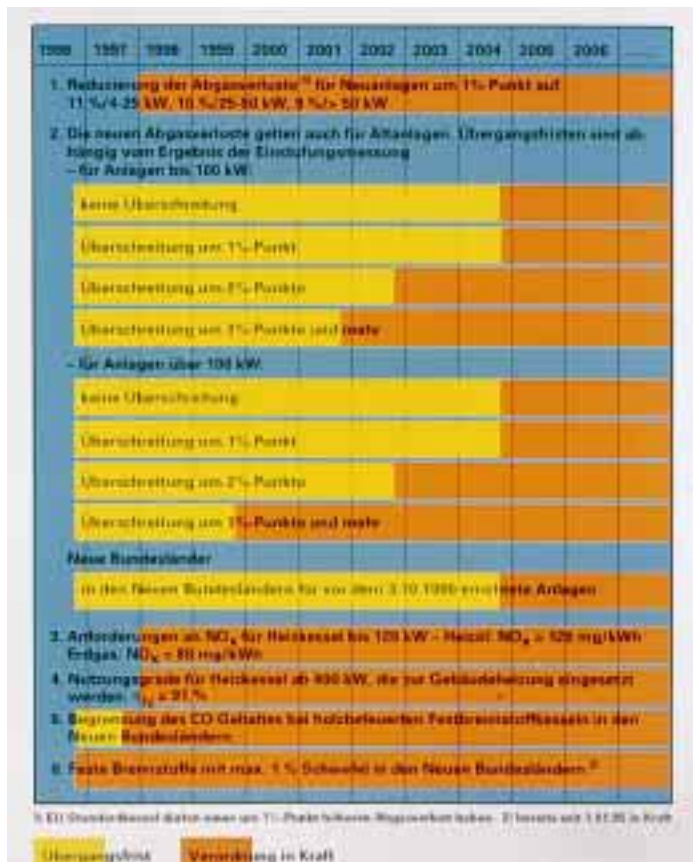 1997 1998 1999 2000 2001 2002 2003 2004 2005 2006
1. Reduzierung der Abgasverluste für Neuanlagen um 1%-Punkt auf
11 %/4-25 kW, 10 %/25-50 kW, 9 %/> 50 kW
2. Die neuen Abgasverluste gelten auch für Altanlagen. Übergangsfristen sind ab-
hängig vom Ergebnis der Einstufungsmessung
– für Anlagen bis 100 kW:
keine Überschreitung
Überschreitung um 1%-Punkt
Überschreitung um 2%-Punkte
Überschreitung um 3%-Punkte und mehr
– für Anlagen über 100 kW:
keine Überschreitung
Überschreitung um 1%-Punkt
Überschreitung um 2%-Punkte
Überschreitung um 3%-Punkte und mehr
Neue Bundesländer
in den Neuen Bundesländern für vor dem 3.10.1990 errichtete Anlagen
3. Anforderungen an NOx für Heizkessel bis 120 kW – Heizöl: NOx = 120 mg/kWh
Erdgas: NOx = 80 mg/kWh
4. Nutzungsgrade für Heizkessel ab 400 kW, die zur Gebäudeheizung eingesetzt
werden: = 91 %
5. Begrenzung des CO Gehaltes bei holzbefeuerten Festbrennstoffkesseln in den
Neuen Bundesländern
6. Feste Brennstoffe mit max. 1 % Schwefel in den Neuen Bundesländern.
Übergangsfrist Verordnung in Kraft